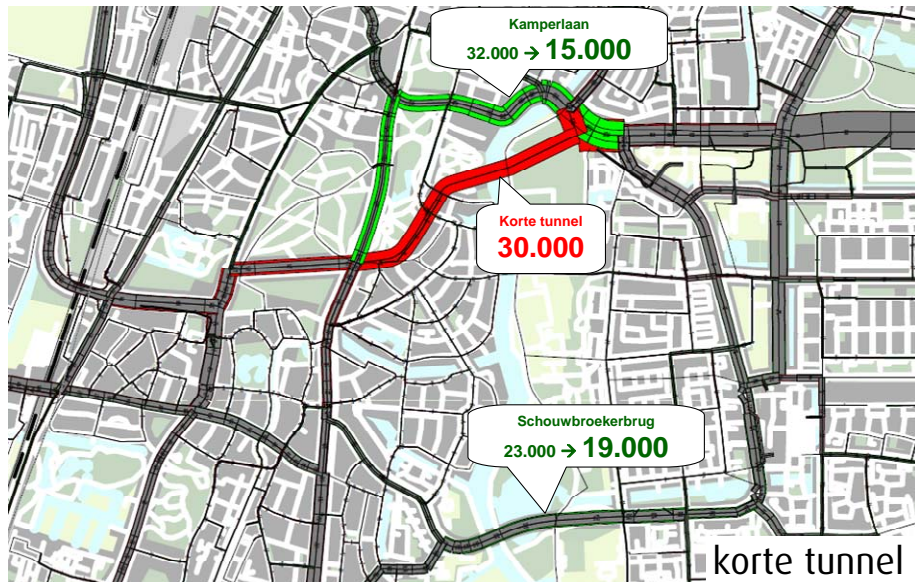 Kamperlaan
32.000 → 15.000
Korte tunnel
30.000
Schouwbroekerbrug
23.000 → 19.000
korte tunnel